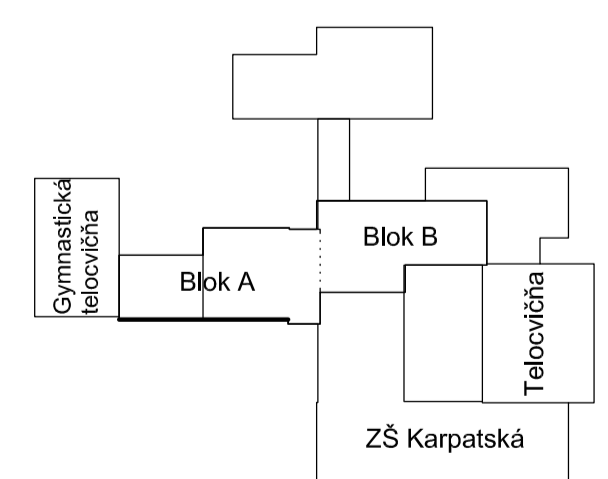 Gymnastická
telocvičňa
Blok A
Blok B
Telocvičňa
ZŠ Karpatská